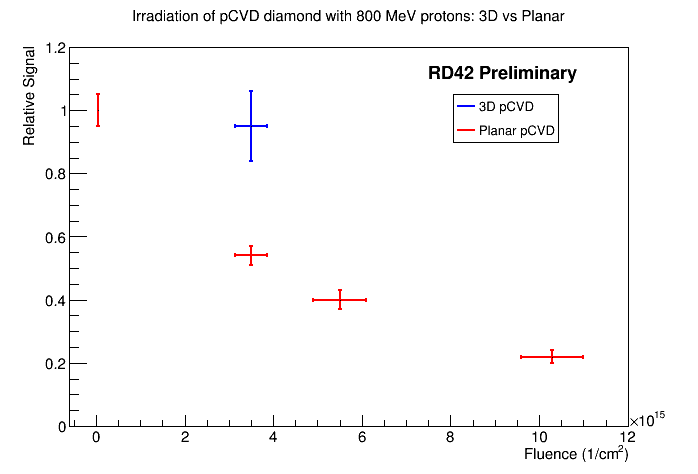 Irradiation of pCVD diamond with 800 MeV protons: 3D vs Planar
Relative Signal
1.2
1
0.8
0.6
0.4
0.2
0
RD42 Preliminary
3D pCVD
Planar pCVD
0 2 4 6 8 10 12
×10¹⁵
Fluence (1/cm²)